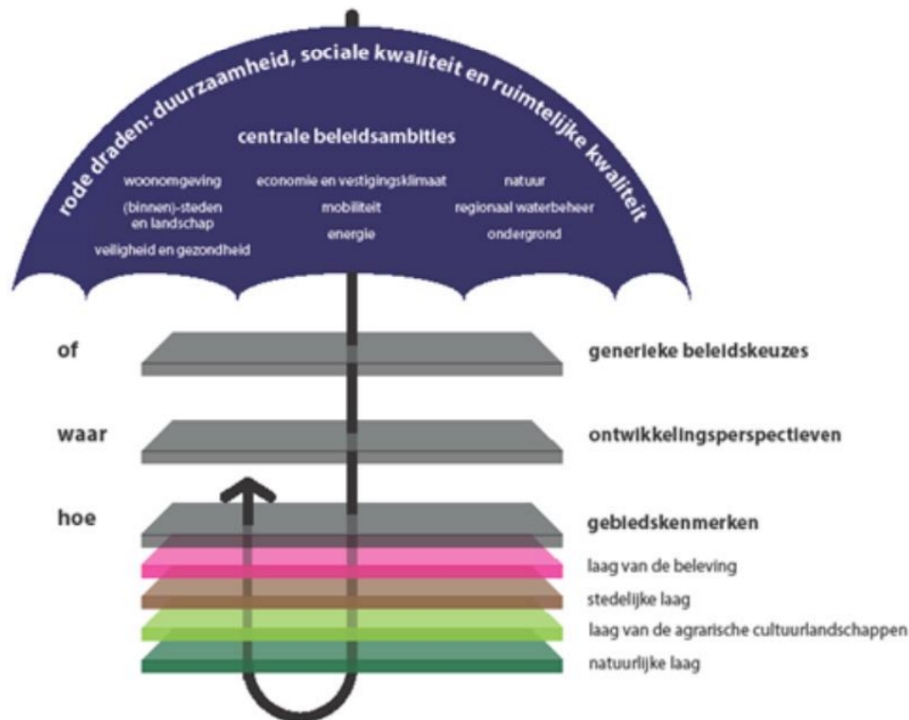 rode draden: duurzaamheid, sociale kwaliteit en ruimtelijke kwaliteit
centrale beleidsambities
woonomgeving
(binnen)-steden
en landschap
veiligheid en gezondheid
economie en vestigingsklimaat
mobiliteit
energie
natuur
regionaal waterbeheer
ondergrond
of
generieke beleidskeuzes
waar
ontwikkelingsperspectieven
hoe
gebiedskenmerken
laag van de beleving
stedelijke laag
laag van de agrarische cultuurlandschappen
natuurlijke laag